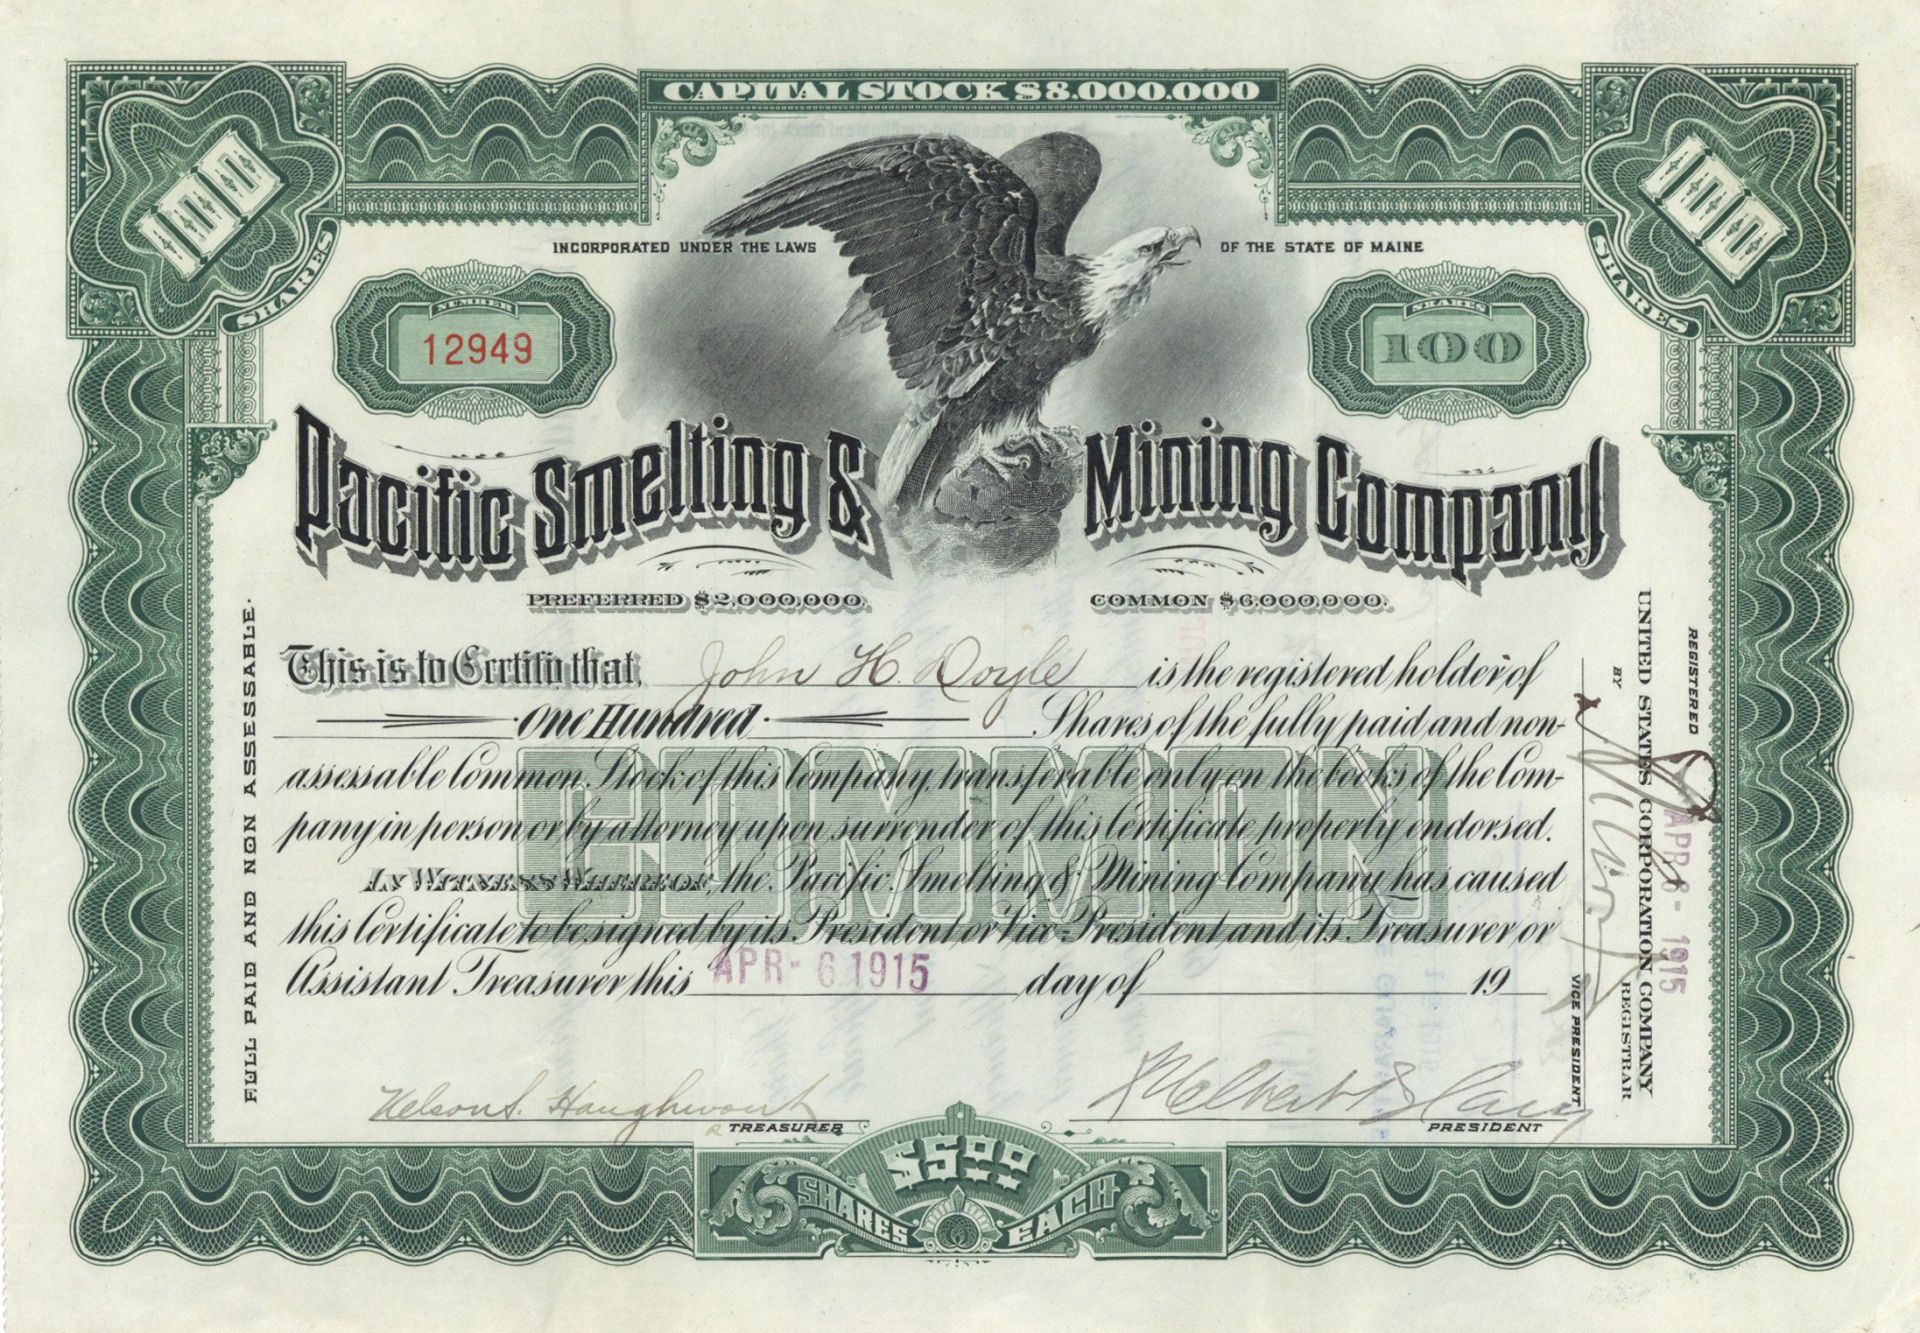 CAPITAL STOCK $8,000,000
100 SHARES
100 SHARES
INCORPORATED UNDER THE LAWS OF THE STATE OF MAINE
NUMBER
12949
SHARES
100
Pacific Smelting & Mining Company
PREFERRED $2,000,000. COMMON $6,000,000.
This is to Certify that John H. Doyle is the registered holder of
One Hundred Shares of the fully paid and non-
assessable Common Stock of this Company, transferable only on the books of the Com-
pany in person or by attorney upon surrender of this Certificate properly endorsed.
IN WITNESS WHEREOF, the Pacific Smelting & Mining Company has caused
this Certificate to be signed by its President or Vice-President and its Treasurer or
Assistant Treasurer, this APR - 6 1915 day of 19
COMMON
FULL PAID AND NON ASSESSABLE.
REGISTERED APR 6 - 1915
UNITED STATES CORPORATION COMPANY
BY
REGISTRAR
VICE PRESIDENT
Nelson S. Haughwout
TREASURER
PRESIDENT
$5.00
SHARES EACH